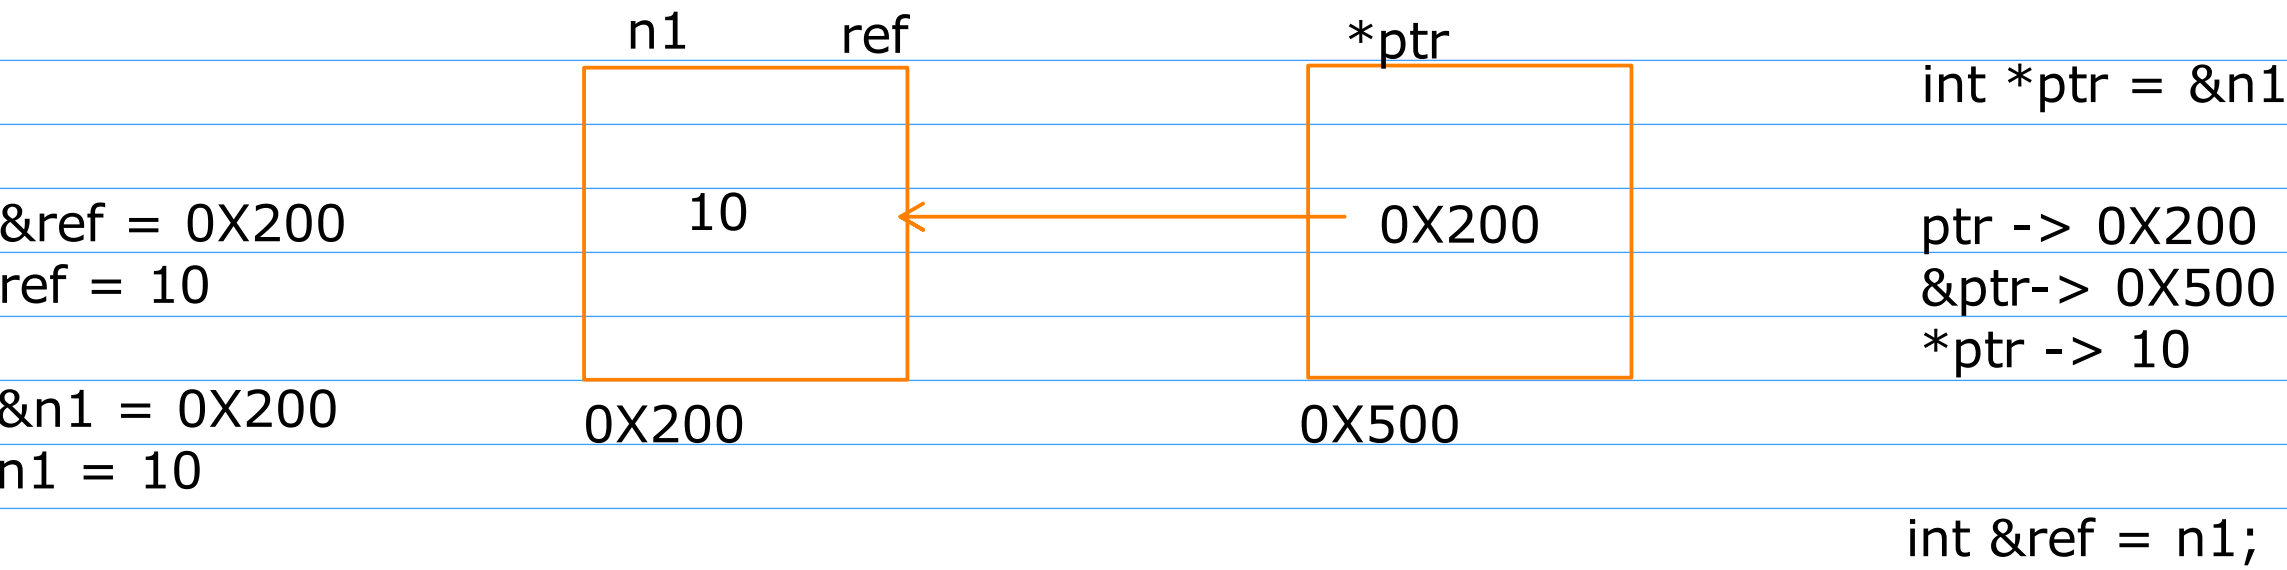 n1 ref *ptr
int *ptr = &n1
&ref = 0X200 10 0X200 ptr -> 0X200
ref = 10 &ptr-> 0X500
*ptr -> 10
&n1 = 0X200 0X200 0X500
n1 = 10
int &ref = n1;